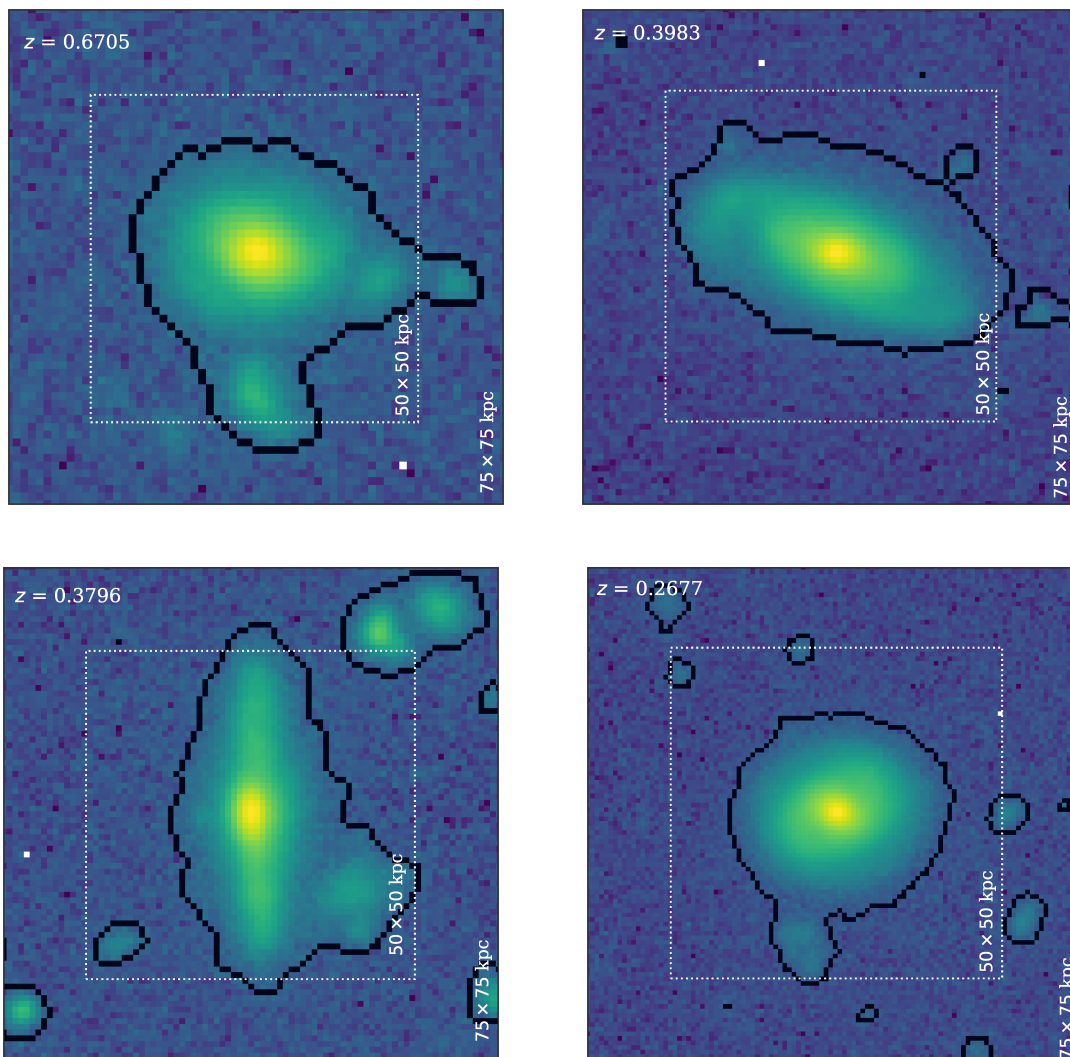 z = 0.6705
50 × 50 kpc
75 × 75 kpc
z = 0.3983
50 × 50 kpc
75 × 75 kpc
z = 0.3796
50 × 50 kpc
75 × 75 kpc
z = 0.2677
50 × 50 kpc
75 × 75 kpc